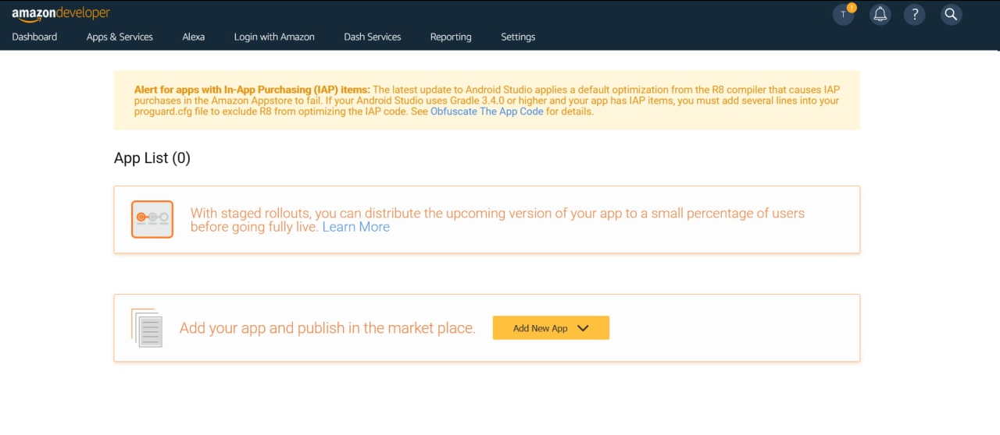 amazondeveloper
T
!
?
Dashboard
Apps & Services
Alexa
Login with Amazon
Dash Services
Reporting
Settings
Alert for apps with In-App Purchasing (IAP) items: The latest update to Android Studio applies a default optimization from the R8 compiler that causes IAP
purchases in the Amazon Appstore to fail. If your Android Studio uses Gradle 3.4.0 or higher and your app has IAP items, you must add several lines into your
proguard.cfg file to exclude R8 from optimizing the IAP code. See Obfuscate The App Code for details.
App List (0)
With staged rollouts, you can distribute the upcoming version of your app to a small percentage of users
before going fully live. Learn More
Add your app and publish in the market place.
Add New App